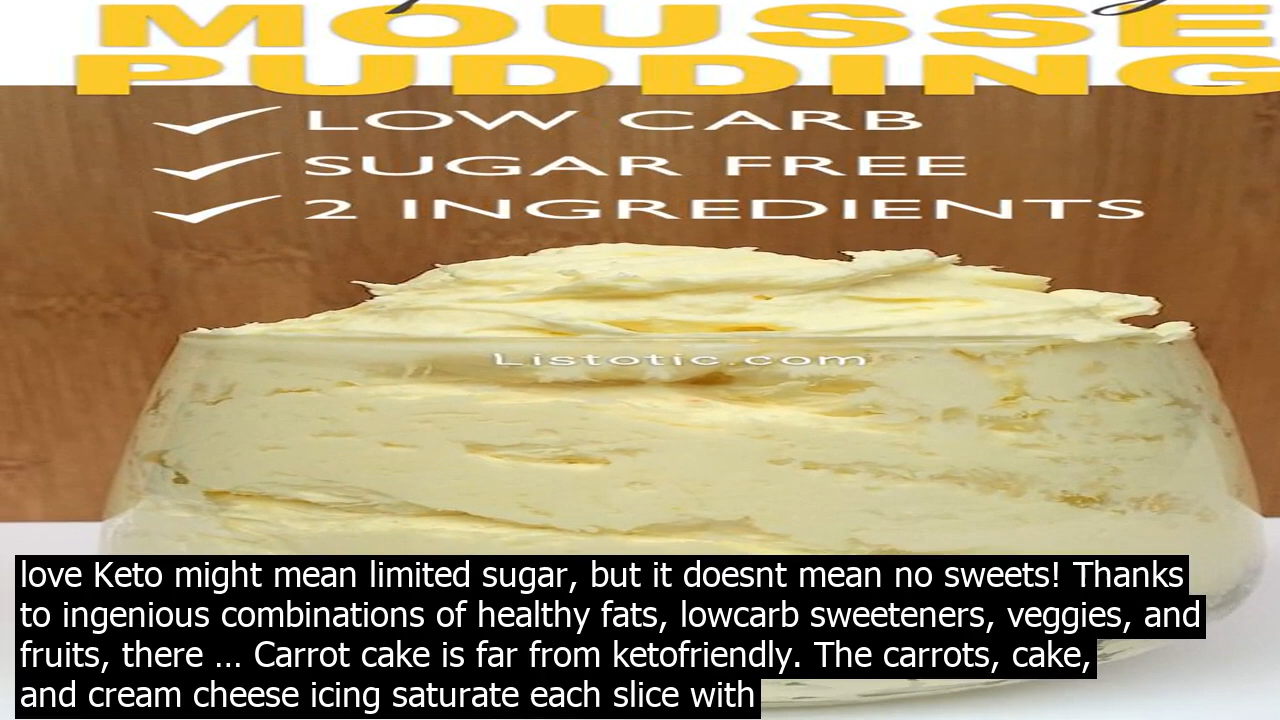 MOUSSE
PUDDING
LOW CARB
SUGAR FREE
2 INGREDIENTS
Listotic.com
love Keto might mean limited sugar, but it doesnt mean no sweets! Thanks
to ingenious combinations of healthy fats, lowcarb sweeteners, veggies, and
fruits, there ... Carrot cake is far from ketofriendly. The carrots, cake,
and cream cheese icing saturate each slice with